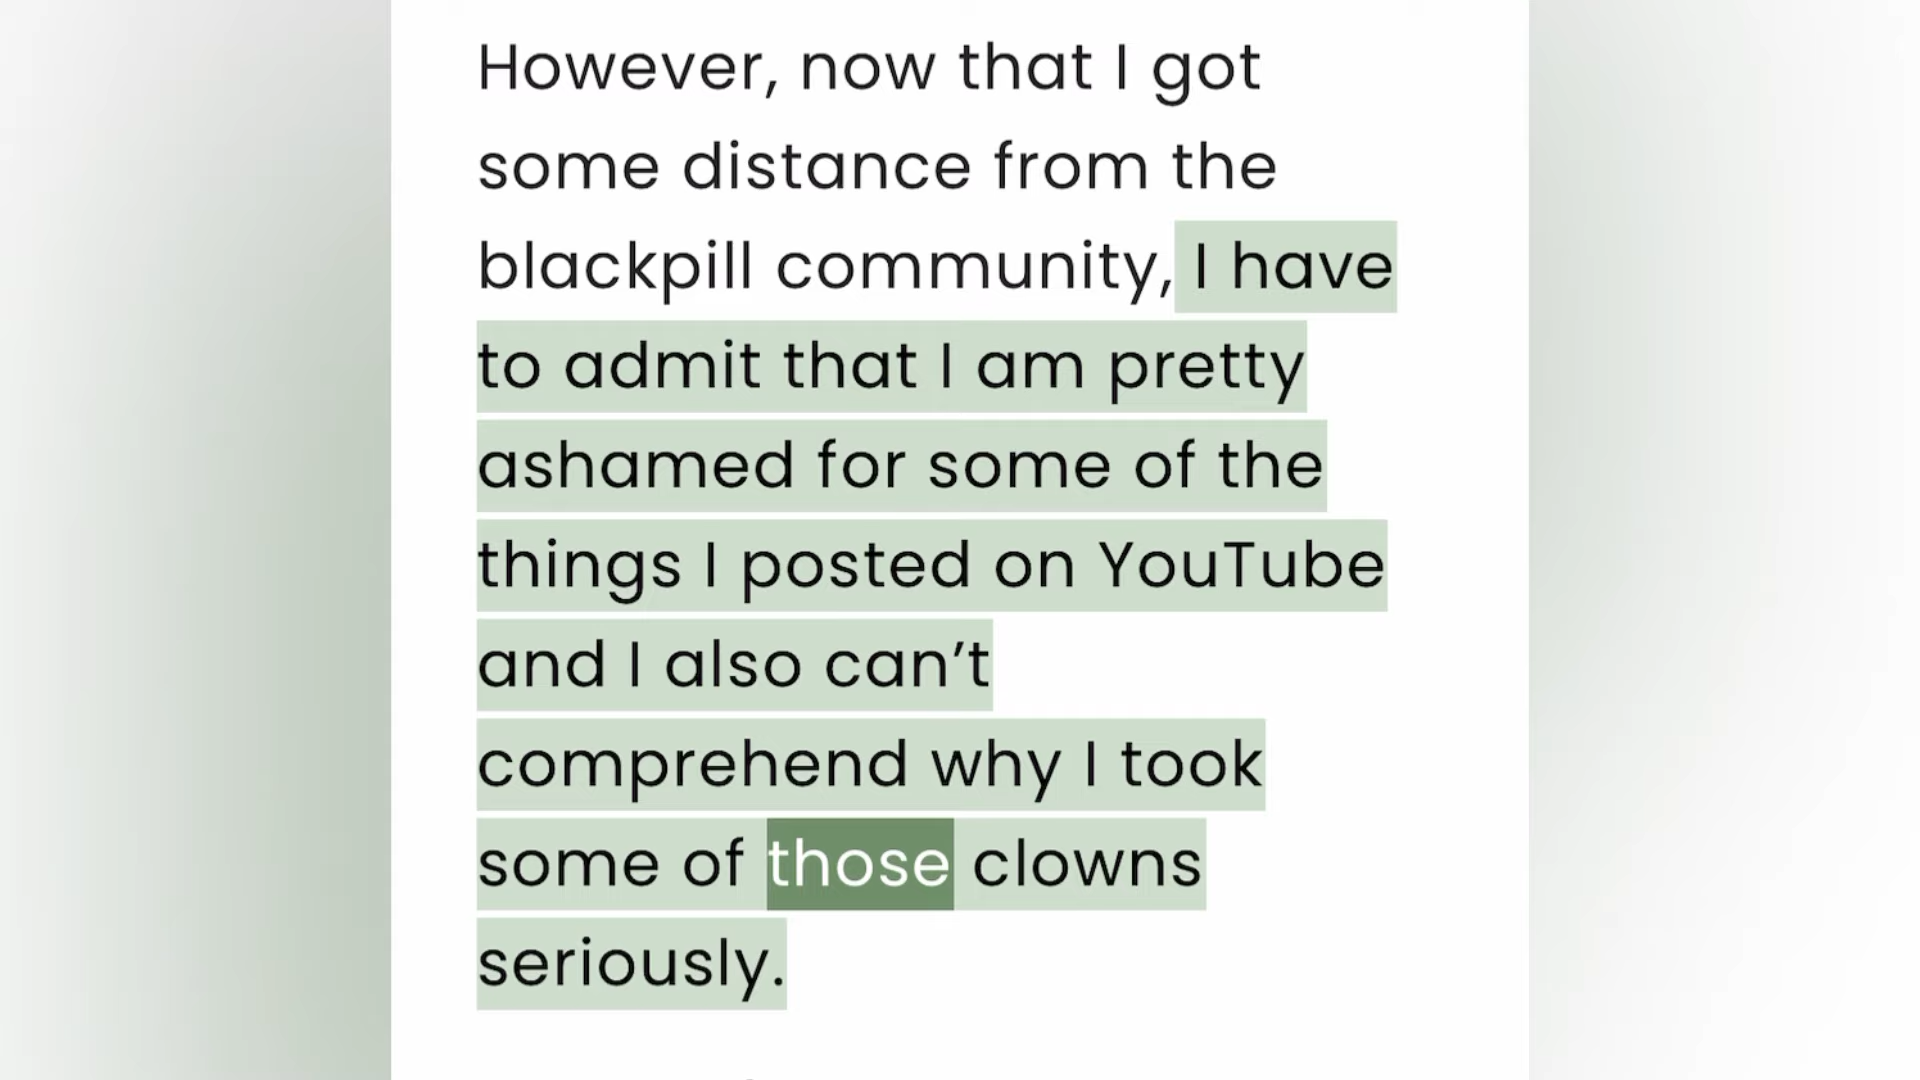 However, now that I got
some distance from the
blackpill community, I have
to admit that I am pretty
ashamed for some of the
things I posted on YouTube
and I also can’t
comprehend why I took
some of those clowns
seriously.